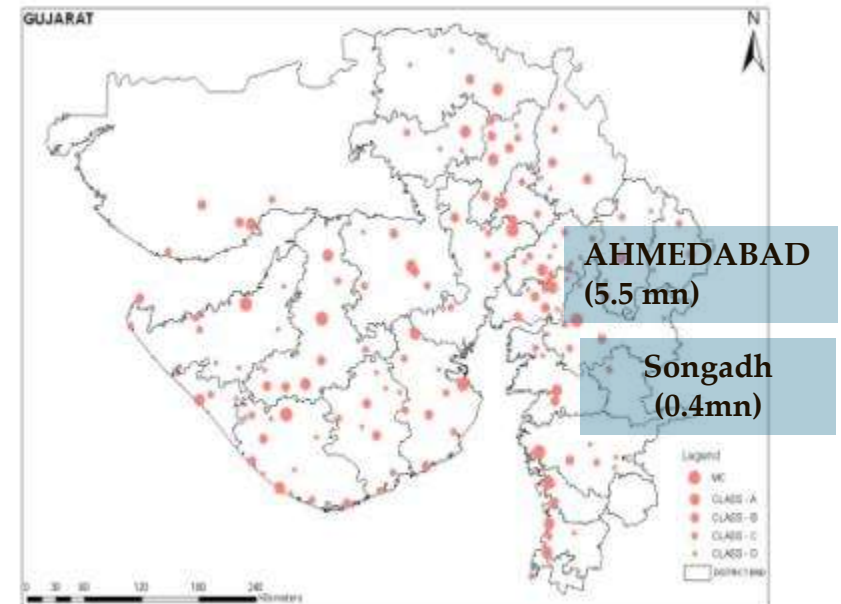 GUJARAT
N
AHMEDABAD
(5.5 mn)
Songadh
(0.4mn)
Legend
MC
CLASS - A
CLASS - B
CLASS - C
CLASS - D
0 30 60 120 180 240
Kilometers